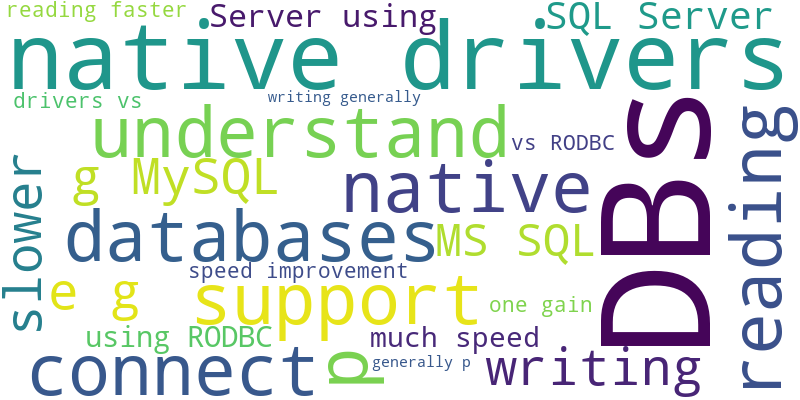 reading faster
Server using
SQL Server
native drivers
drivers vs
writing generally
understand
vs RODBC
DBs
reading
slower
g MySQL
native
databases
MS SQL
speed improvement
e g
support
one gain
using RODBC
much speed
connect
p
generally p
writing